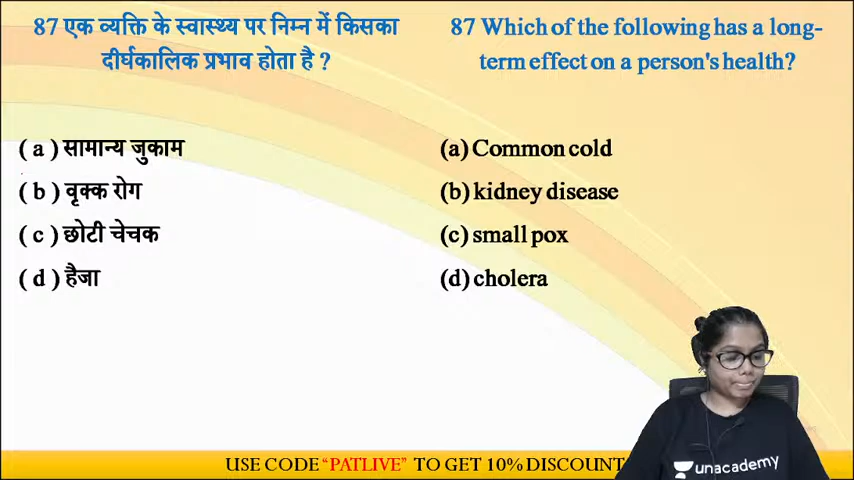 87 एक व्यक्ति के स्वास्थ्य पर निम्न में किसका
दीर्घकालिक प्रभाव होता है ?
( a ) सामान्य जुकाम
( b ) वृक्क रोग
( c ) छोटी चेचक
( d ) हैजा
87 Which of the following has a long-
term effect on a person's health?
(a) Common cold
(b) kidney disease
(c) small pox
(d) cholera
unacademy
USE CODE “PATLIVE” TO GET 10% DISCOUNT